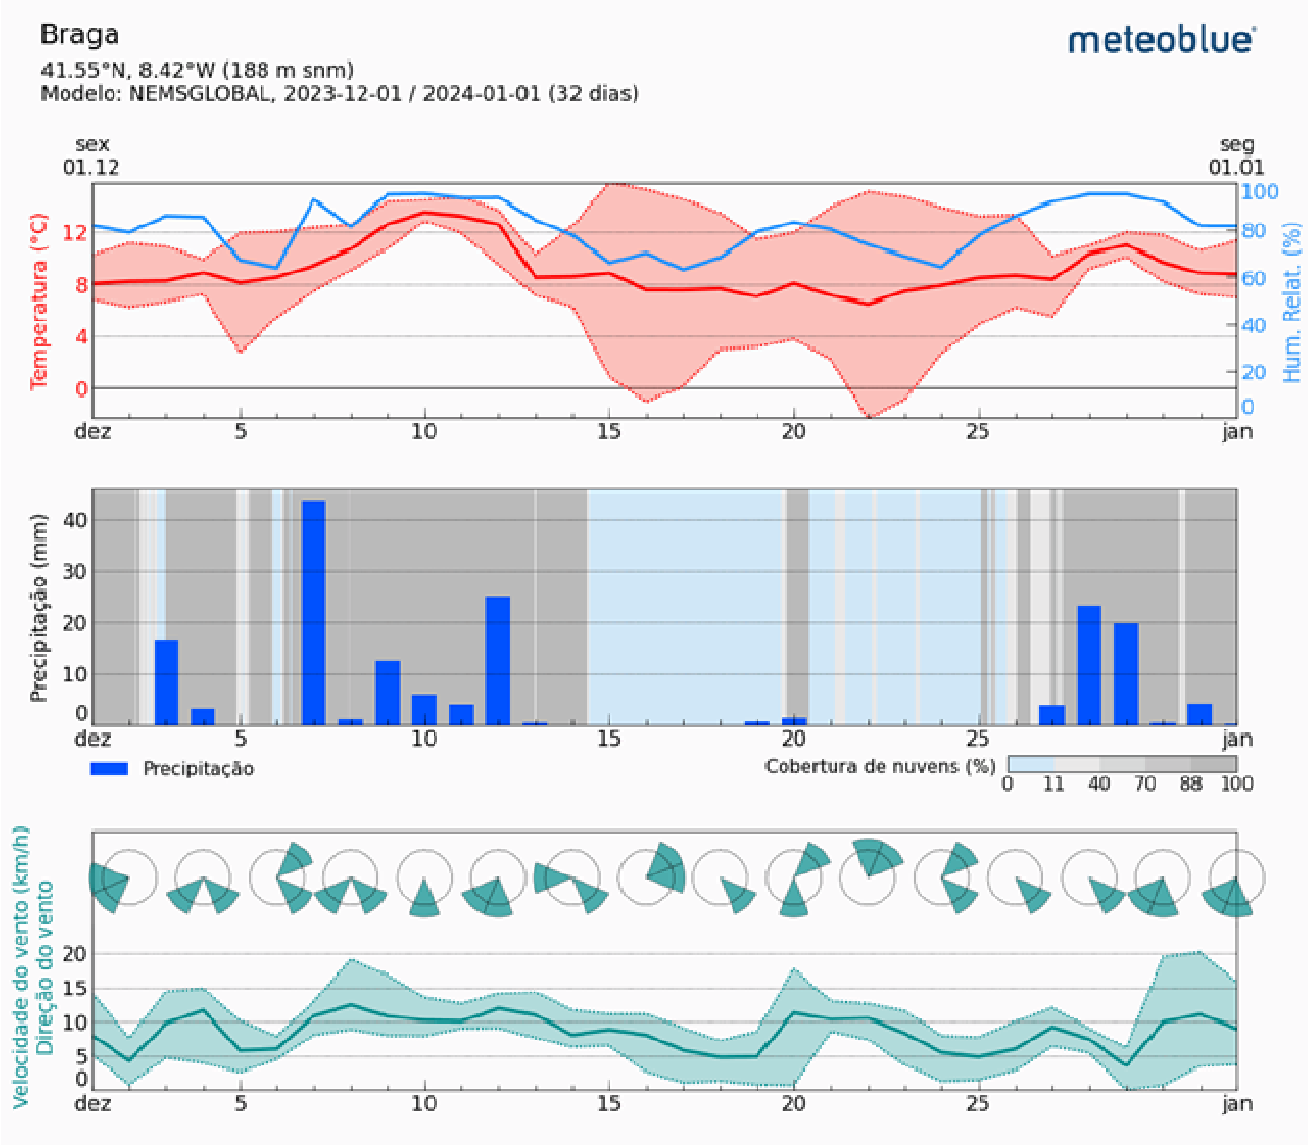 Braga
meteoblue
41.55°N, 8.42°W (188 m snm)
Modelo: NEMSGLOBAL, 2023-12-01 / 2024-01-01 (32 dias)
sex
01.12
seg
01.01
Temperatura (°C)
12
8
4
0
100
80
60
40
20
0
Hum. Relat. (%)
dez 5 10 15 20 25 jan
Precipitação (mm)
40
30
20
10
0
dez 5 10 15 20 25 jan
Precipitação
Cobertura de nuvens (%)
0 11 40 70 88 100
Velocidade do vento (km/h)
Direção do vento
20
15
10
5
0
dez 5 10 15 20 25 jan